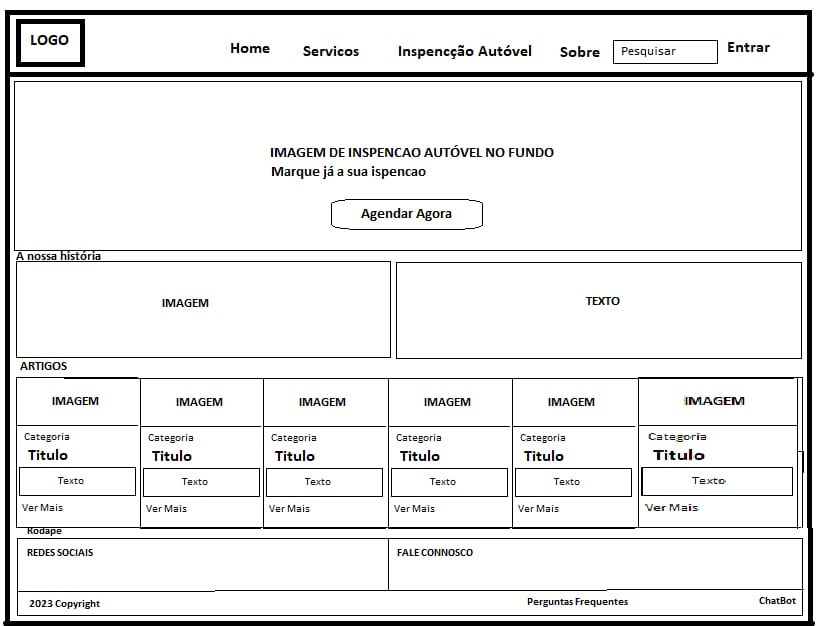 LOGO
Home Servicos Inspencção Autóvel Sobre Pesquisar Entrar
IMAGEM DE INSPENCAO AUTÓVEL NO FUNDO
Marque já a sua ispencao
Agendar Agora
A nossa história
IMAGEM TEXTO
ARTIGOS
IMAGEM IMAGEM IMAGEM IMAGEM IMAGEM IMAGEM
Categoria Categoria Categoria Categoria Categoria Categoria
Titulo Titulo Titulo Titulo Titulo Titulo
Texto Texto Texto Texto Texto Texto
Ver Mais Ver Mais Ver Mais Ver Mais Ver Mais Ver Mais
Rodape
REDES SOCIAIS FALE CONNOSCO
2023 Copyright Perguntas Frequentes ChatBot